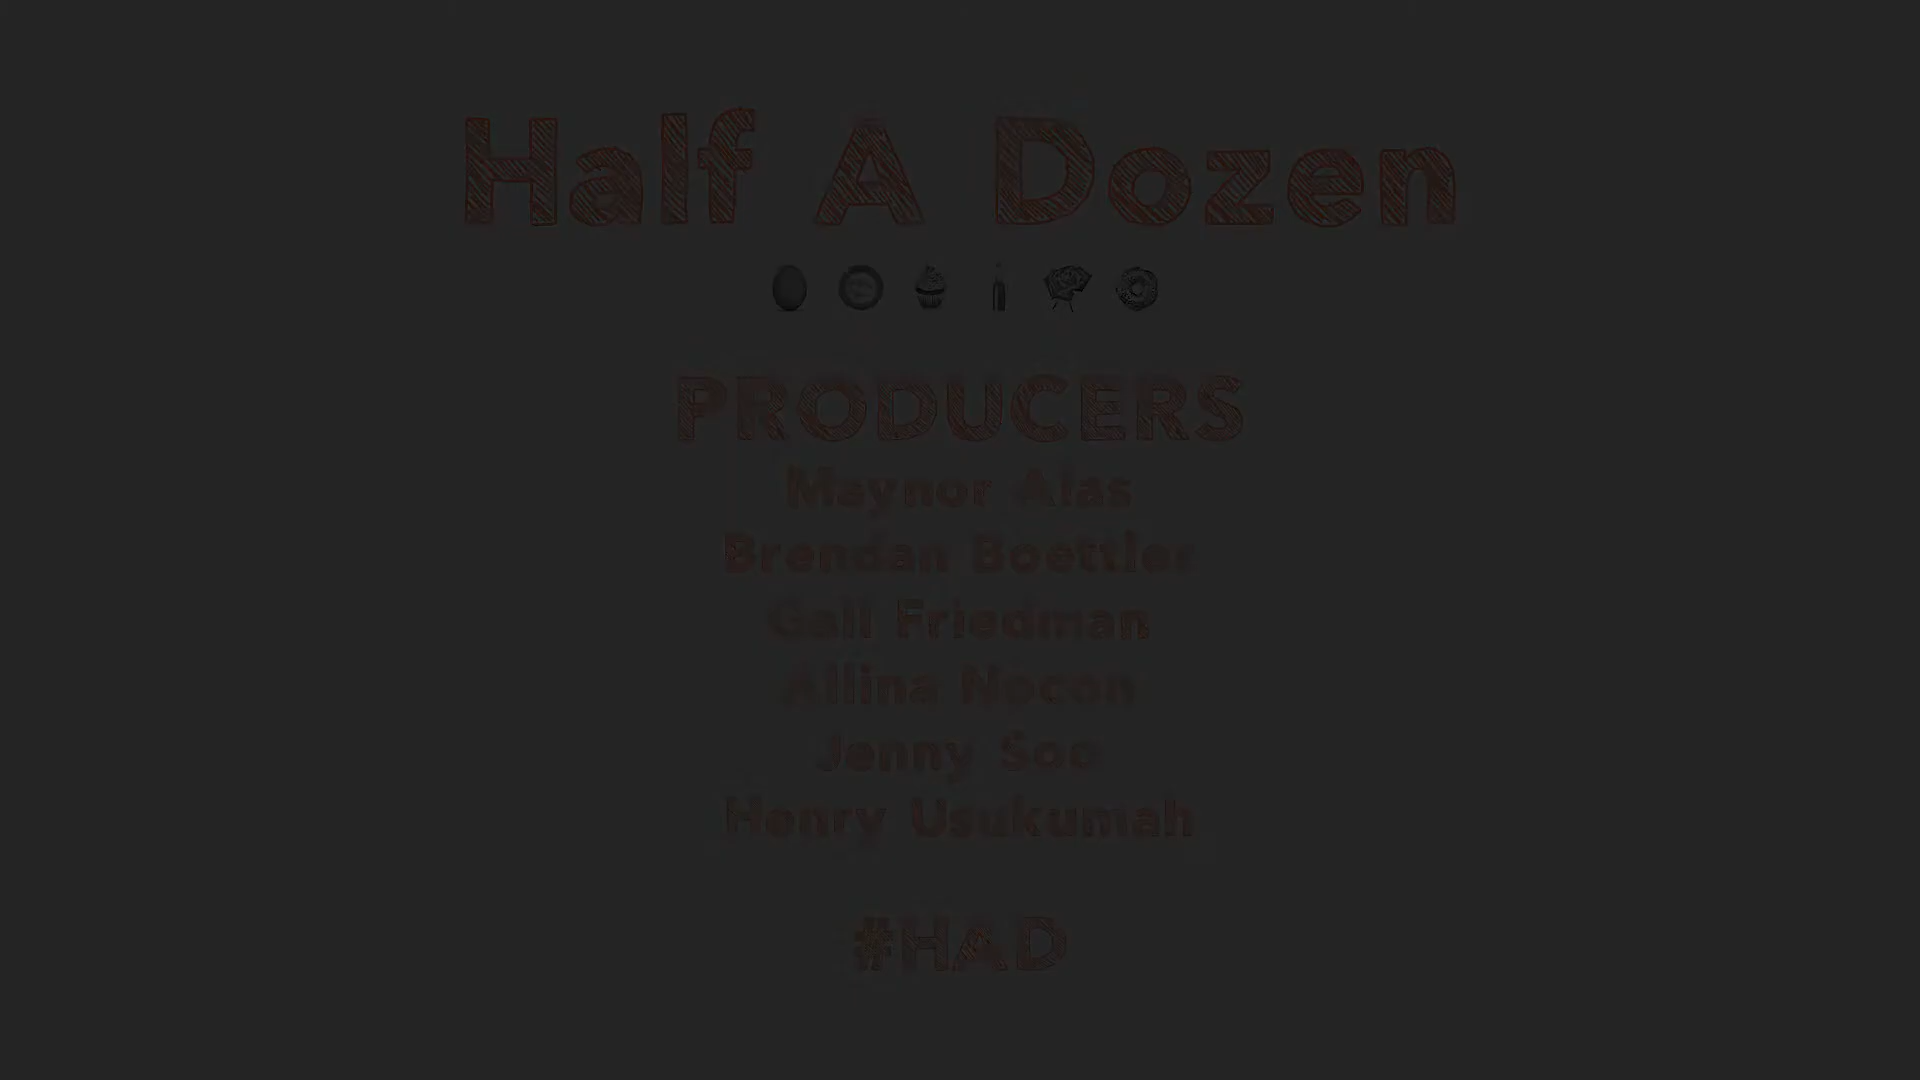 Half A Dozen
PRODUCERS
Maynor Alas
Brendan Boettler
Gail Friedman
Allina Nocon
Jenny Soo
Henry Usukumah
#HAD